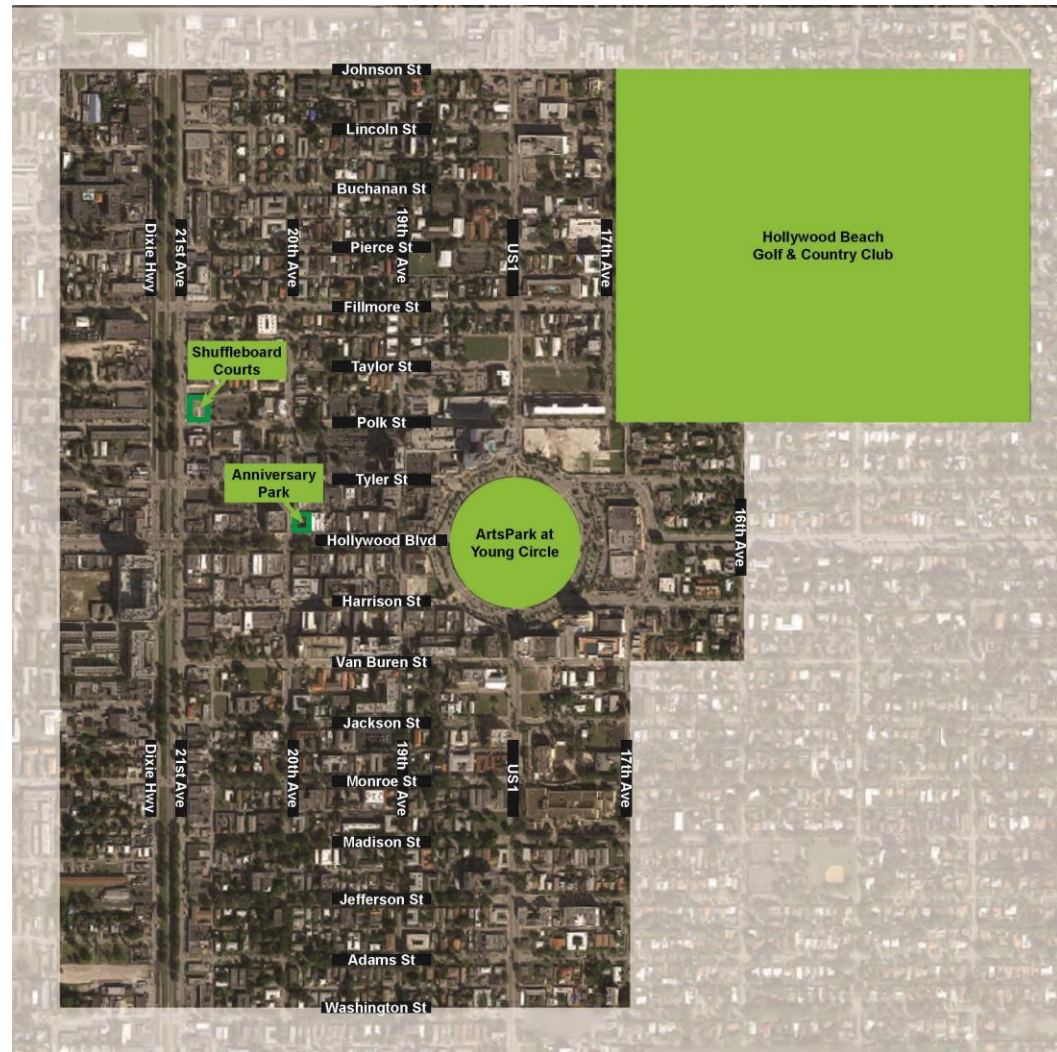 Johnson St
Lincoln St
Buchanan St
Dixie Hwy
21st Ave
20th Ave
19th Ave
US1
17th Ave
Pierce St
Hollywood Beach
Golf & Country Club
Fillmore St
Shuffleboard
Courts
Taylor St
Polk St
Anniversary
Park
Tyler St
Hollywood Blvd
ArtsPark at
Young Circle
16th Ave
Harrison St
Van Buren St
Jackson St
Dixie Hwy
21st Ave
20th Ave
19th Ave
US1
17th Ave
Monroe St
Madison St
Jefferson St
Adams St
Washington St